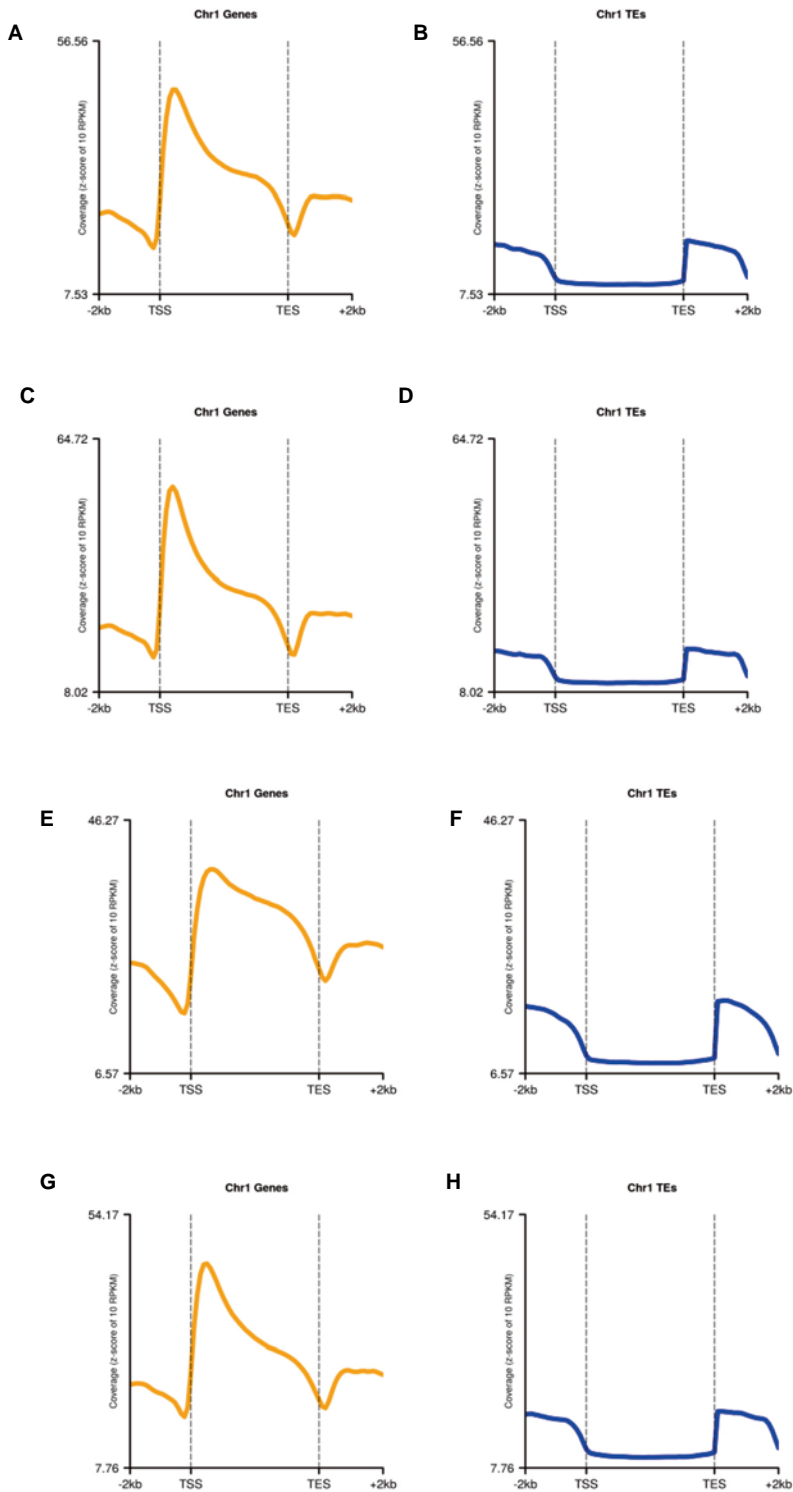 Chr1 Genes
Chr1 TEs
A
B
56.56
56.56
Coverage (z-score of 10 RPKM)
Coverage (z-score of 10 RPKM)
7.53
7.53
-2kb TSS TES +2kb
-2kb TSS TES +2kb
C
D
Chr1 Genes
Chr1 TEs
64.72
64.72
Coverage (z-score of 10 RPKM)
Coverage (z-score of 10 RPKM)
8.02
8.02
-2kb TSS TES +2kb
-2kb TSS TES +2kb
Chr1 Genes
Chr1 TEs
E
F
46.27
46.27
Coverage (z-score of 10 RPKM)
Coverage (z-score of 10 RPKM)
6.57
6.57
-2kb TSS TES +2kb
-2kb TSS TES +2kb
G
H
Chr1 Genes
Chr1 TEs
54.17
54.17
Coverage (z-score of 10 RPKM)
Coverage (z-score of 10 RPKM)
7.76
7.76
-2kb TSS TES +2kb
-2kb TSS TES +2kb